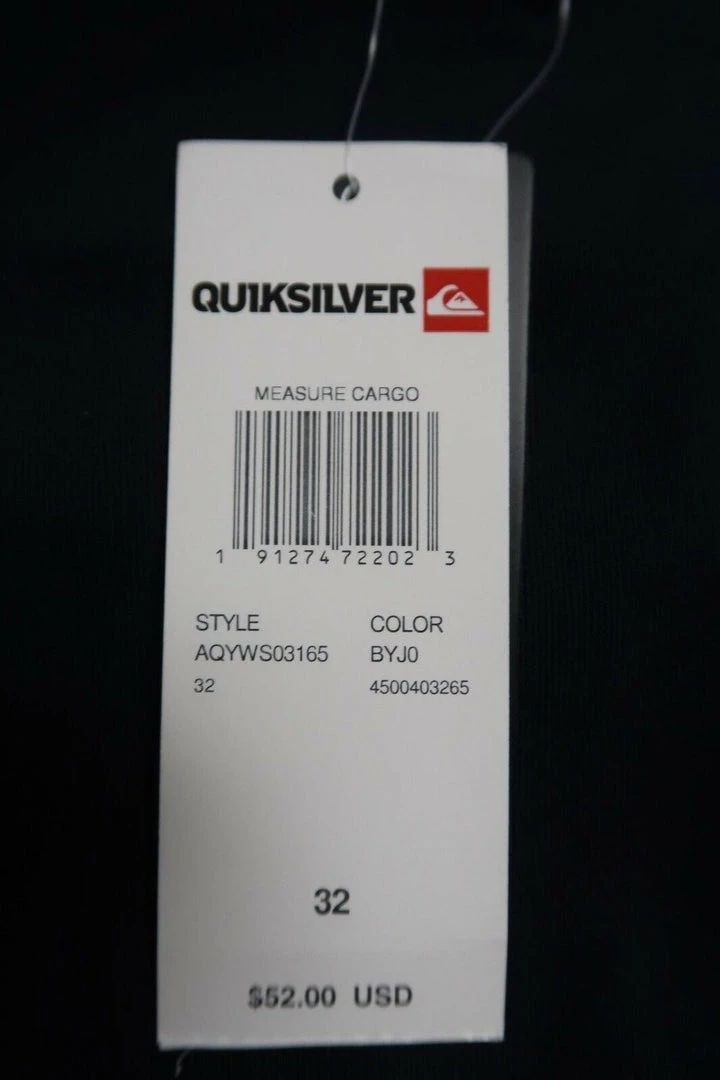 QUIKSILVER
MEASURE CARGO
1 91274 72202 3
STYLE COLOR
AQYWS03165 BYJ0
32 4500403265
32
$52.00 USD